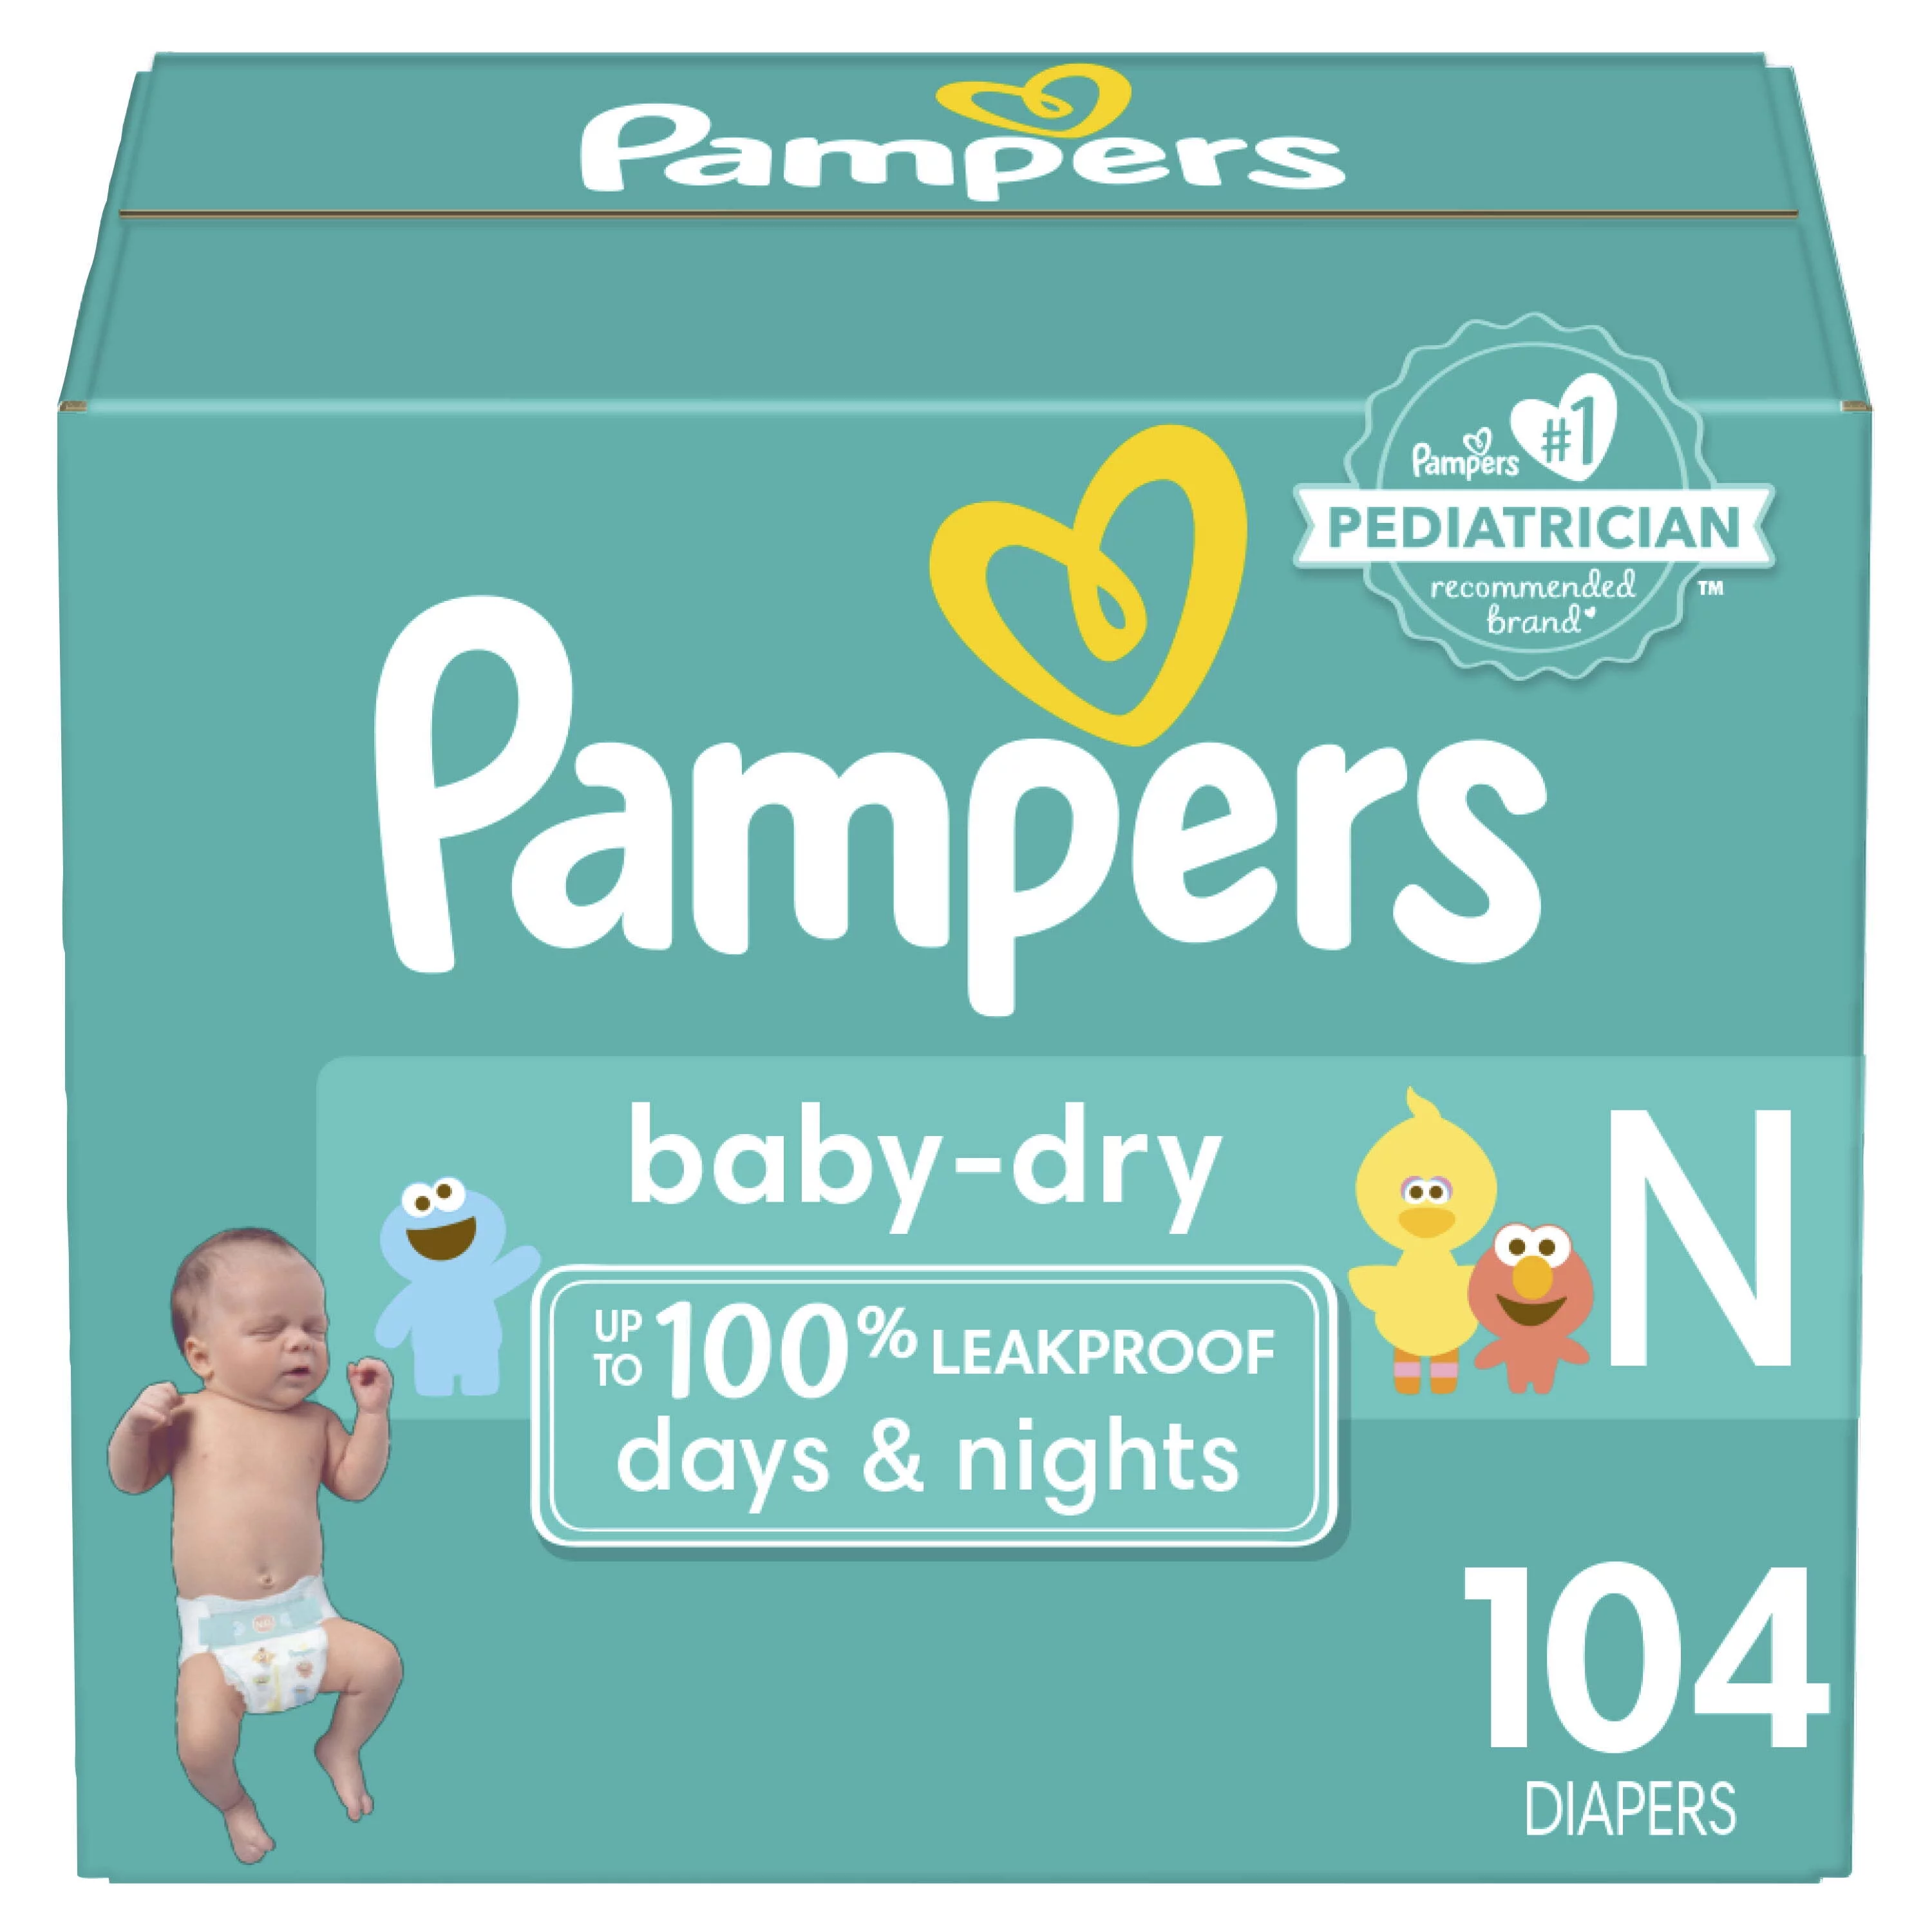 Pampers
Pampers #1
PEDIATRICIAN
recommended
brand
TM
Pampers
baby-dry
N
UP TO 100% LEAKPROOF
days & nights
104
DIAPERS